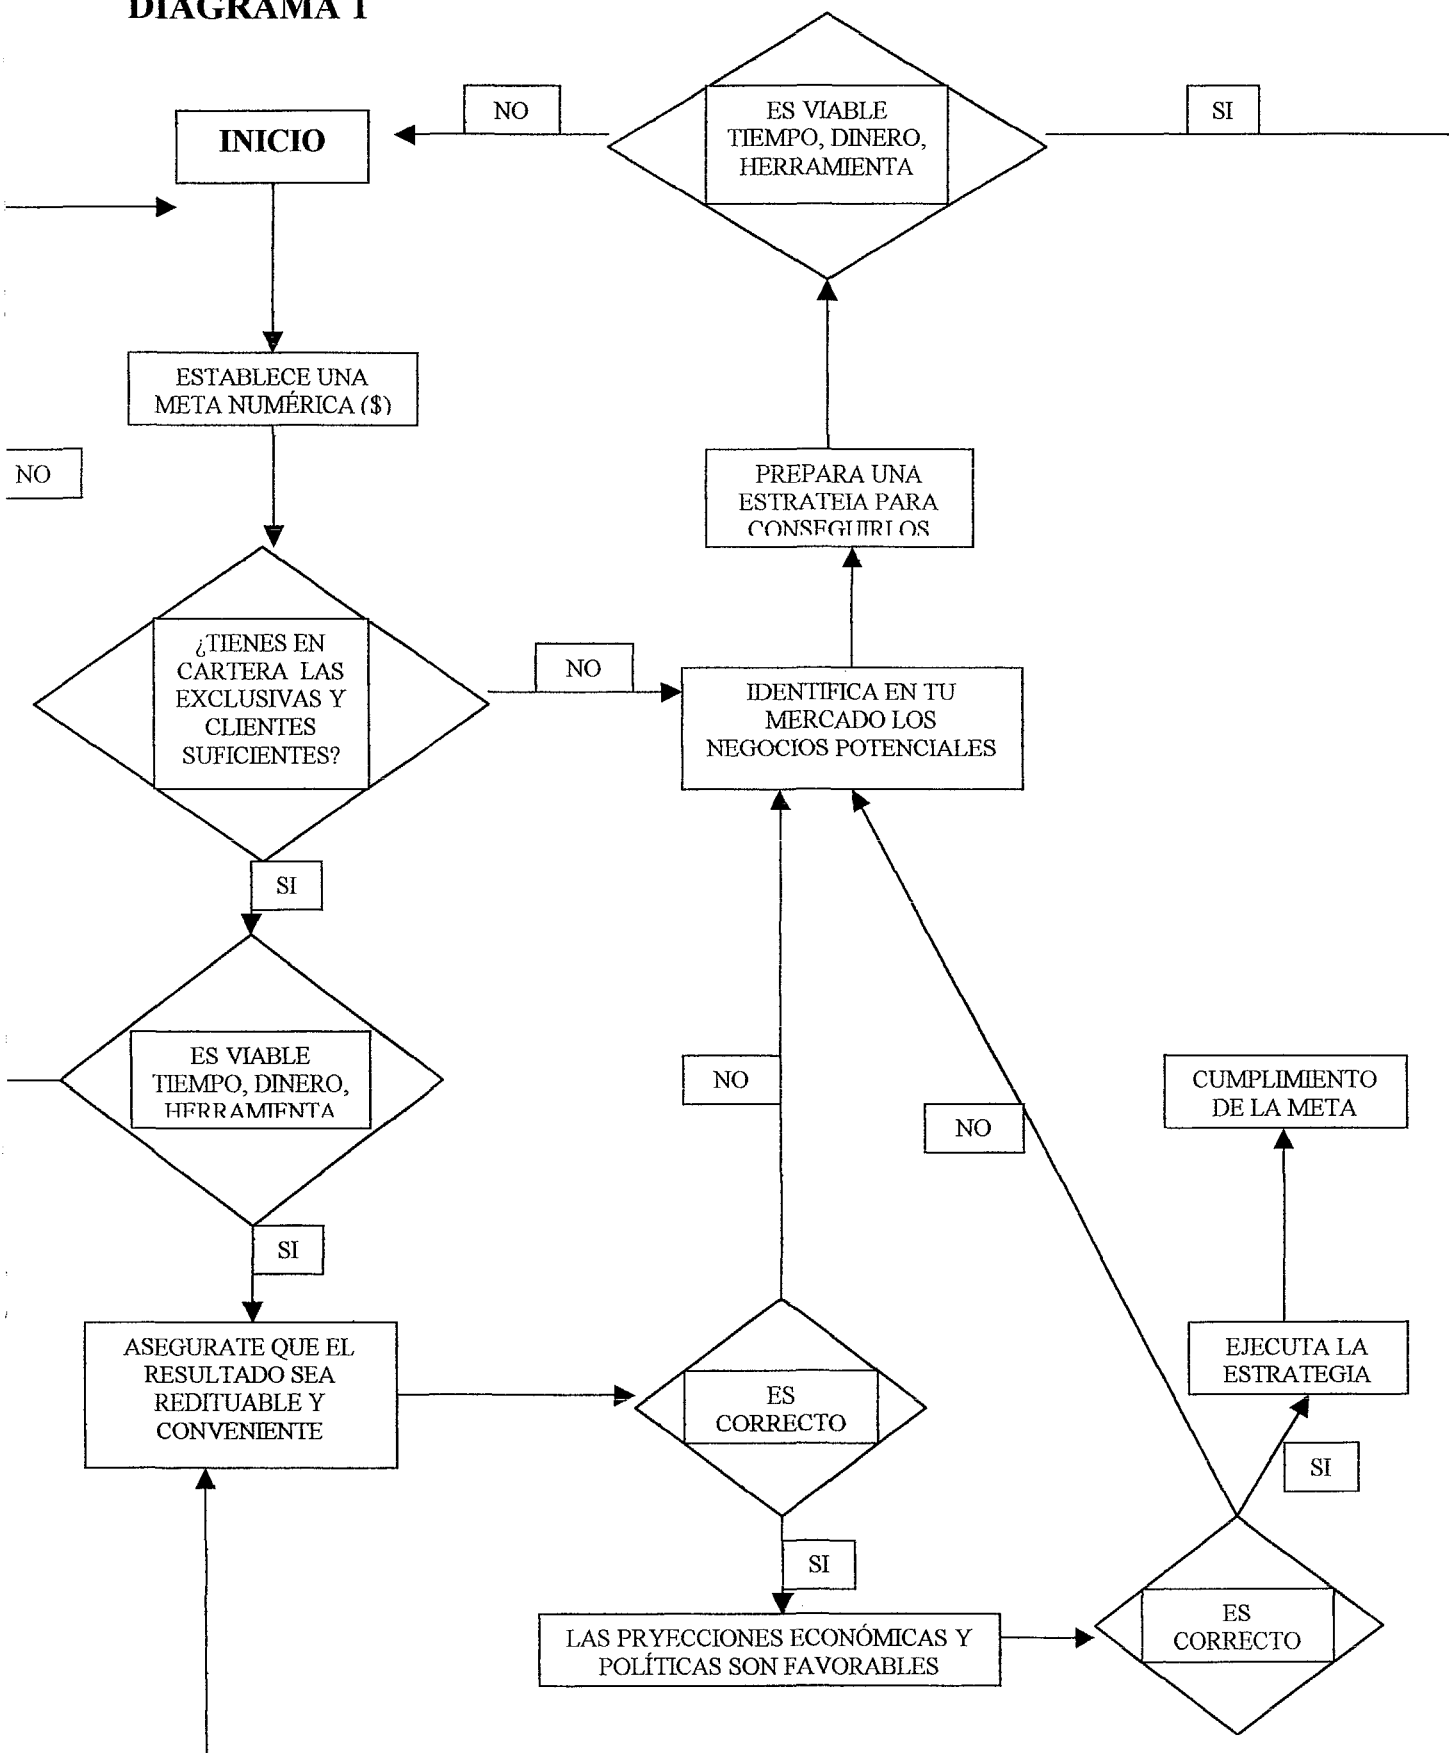 DIAGRAMA 1
NO
ES VIABLE
TIEMPO, DINERO,
HERRAMIENTA
SI
INICIO
ESTABLECE UNA
META NUMÉRICA ($)
NO
PREPARA UNA
ESTRATEIA PARA
CONSEGUIRLOS
¿TIENES EN
CARTERA LAS
EXCLUSIVAS Y
CLIENTES
SUFICIENTES?
NO
IDENTIFICA EN TU
MERCADO LOS
NEGOCIOS POTENCIALES
SI
ES VIABLE
TIEMPO, DINERO,
HERRAMIENTA
NO
NO
CUMPLIMIENTO
DE LA META
SI
ASEGURATE QUE EL
RESULTADO SEA
REDITUABLE Y
CONVENIENTE
ES
CORRECTO
EJECUTA LA
ESTRATEGIA
SI
SI
LAS PRYECCIONES ECONÓMICAS Y
POLÍTICAS SON FAVORABLES
ES
CORRECTO